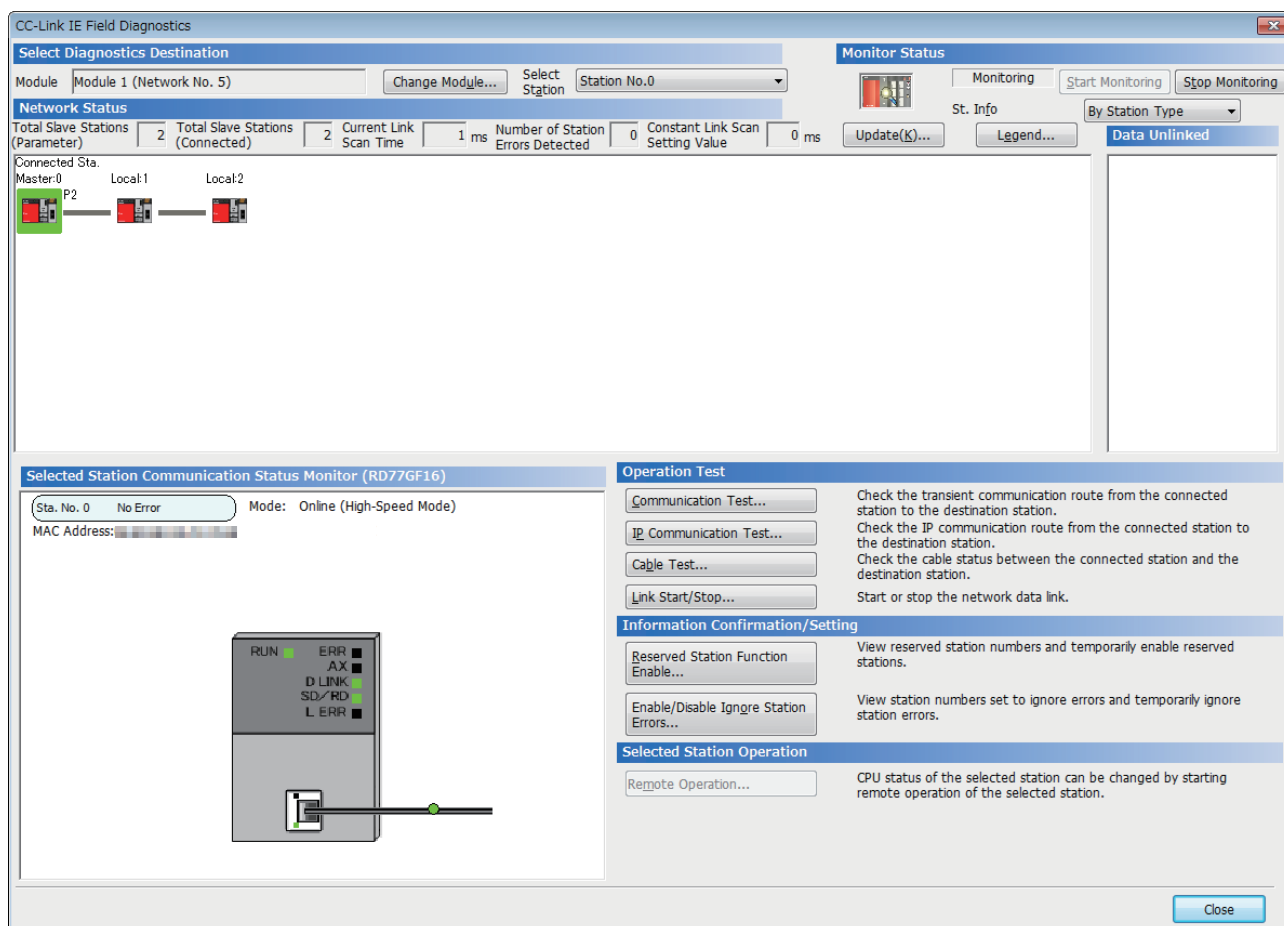 CC-Link IE Field Diagnostics
Select Diagnostics Destination
Monitor Status
Module Module 1 (Network No. 5) Change Module... Select Station Station No.0
Monitoring Start Monitoring Stop Monitoring
Network Status
St. Info By Station Type
Total Slave Stations (Parameter) 2 Total Slave Stations (Connected) 2 Current Link Scan Time 1 ms Number of Station Errors Detected 0 Constant Link Scan Setting Value 0 ms
Update(K)... Legend... Data Unlinked
Connected Sta.
Master:0 Local:1 Local:2
P2
Selected Station Communication Status Monitor (RD77GF16)
Sta. No. 0 No Error Mode: Online (High-Speed Mode)
MAC Address:
RUN ERR
AX
D LINK
SD/RD
L ERR
Operation Test
Communication Test... Check the transient communication route from the connected
station to the destination station.
IP Communication Test... Check the IP communication route from the connected station to
the destination station.
Cable Test... Check the cable status between the connected station and the
destination station.
Link Start/Stop... Start or stop the network data link.
Information Confirmation/Setting
Reserved Station Function
Enable...
View reserved station numbers and temporarily enable reserved
stations.
Enable/Disable Ignore Station
Errors...
View station numbers set to ignore errors and temporarily ignore
station errors.
Selected Station Operation
Remote Operation... CPU status of the selected station can be changed by starting
remote operation of the selected station.
Close